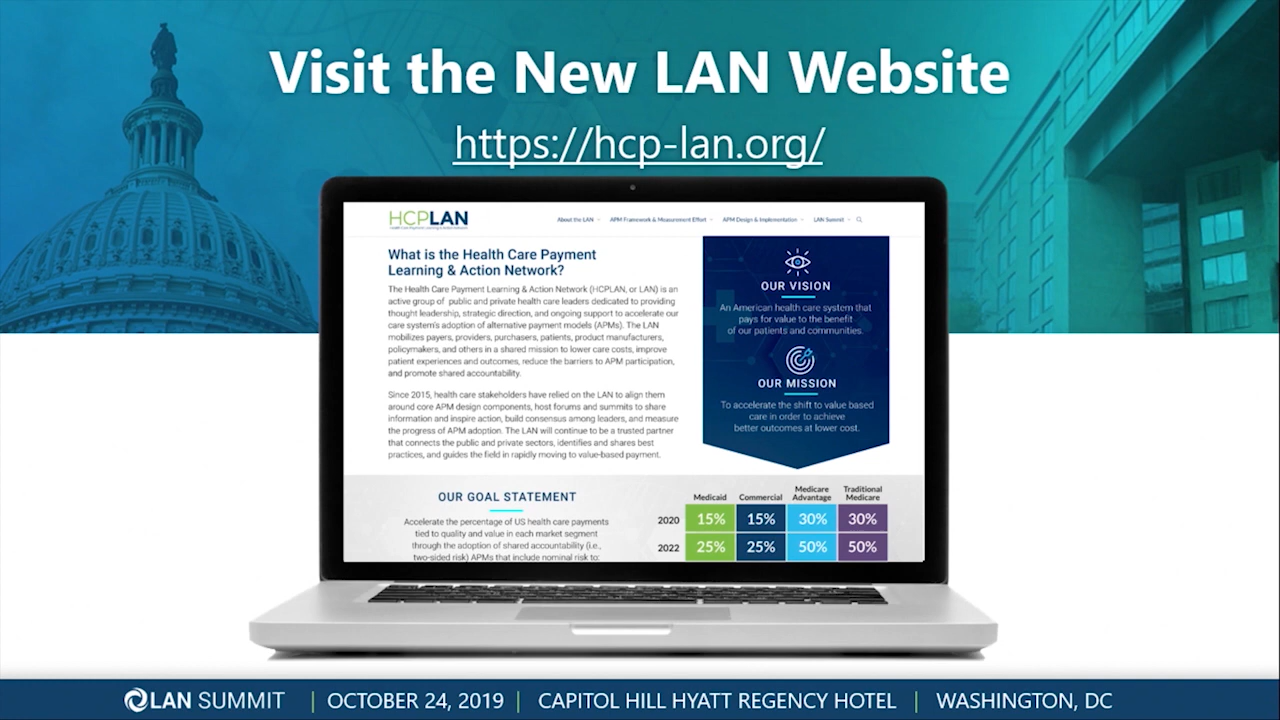 Visit the New LAN Website
https://hcp-lan.org/
HCPLAN
Health Care Payment Learning & Action Network
About the LAN
APM Framework & Measurement Effort
APM Design & Implementation
LAN Summit
What is the Health Care Payment
Learning & Action Network?
The Health Care Payment Learning & Action Network (HCPLAN, or LAN) is an
active group of public and private health care leaders dedicated to providing
thought leadership, strategic direction, and ongoing support to accelerate our
care system's adoption of alternative payment models (APMs). The LAN
mobilizes payers, providers, purchasers, patients, product manufacturers,
policymakers, and others in a shared mission to lower care costs, improve
patient experiences and outcomes, reduce the barriers to APM participation,
and promote shared accountability.
Since 2015, health care stakeholders have relied on the LAN to align them
around core APM design components, host forums and summits to share
information and inspire action, build consensus among leaders, and measure
the progress of APM adoption. The LAN will continue to be a trusted partner
that connects the public and private sectors, identifies and shares best
practices, and guides the field in rapidly moving to value-based payment.
OUR VISION
An American health care system that
pays for value to the benefit
of our patients and communities.
OUR MISSION
To accelerate the shift to value based
care in order to achieve
better outcomes at lower cost.
OUR GOAL STATEMENT
Accelerate the percentage of US health care payments
tied to quality and value in each market segment
through the adoption of shared accountability (i.e.,
two-sided risk) APMs that include nominal risk to:
Medicaid Commercial Medicare Advantage Traditional Medicare
2020 15% 15% 30% 30%
2022 25% 25% 50% 50%
LAN SUMMIT | OCTOBER 24, 2019 | CAPITOL HILL HYATT REGENCY HOTEL | WASHINGTON, DC